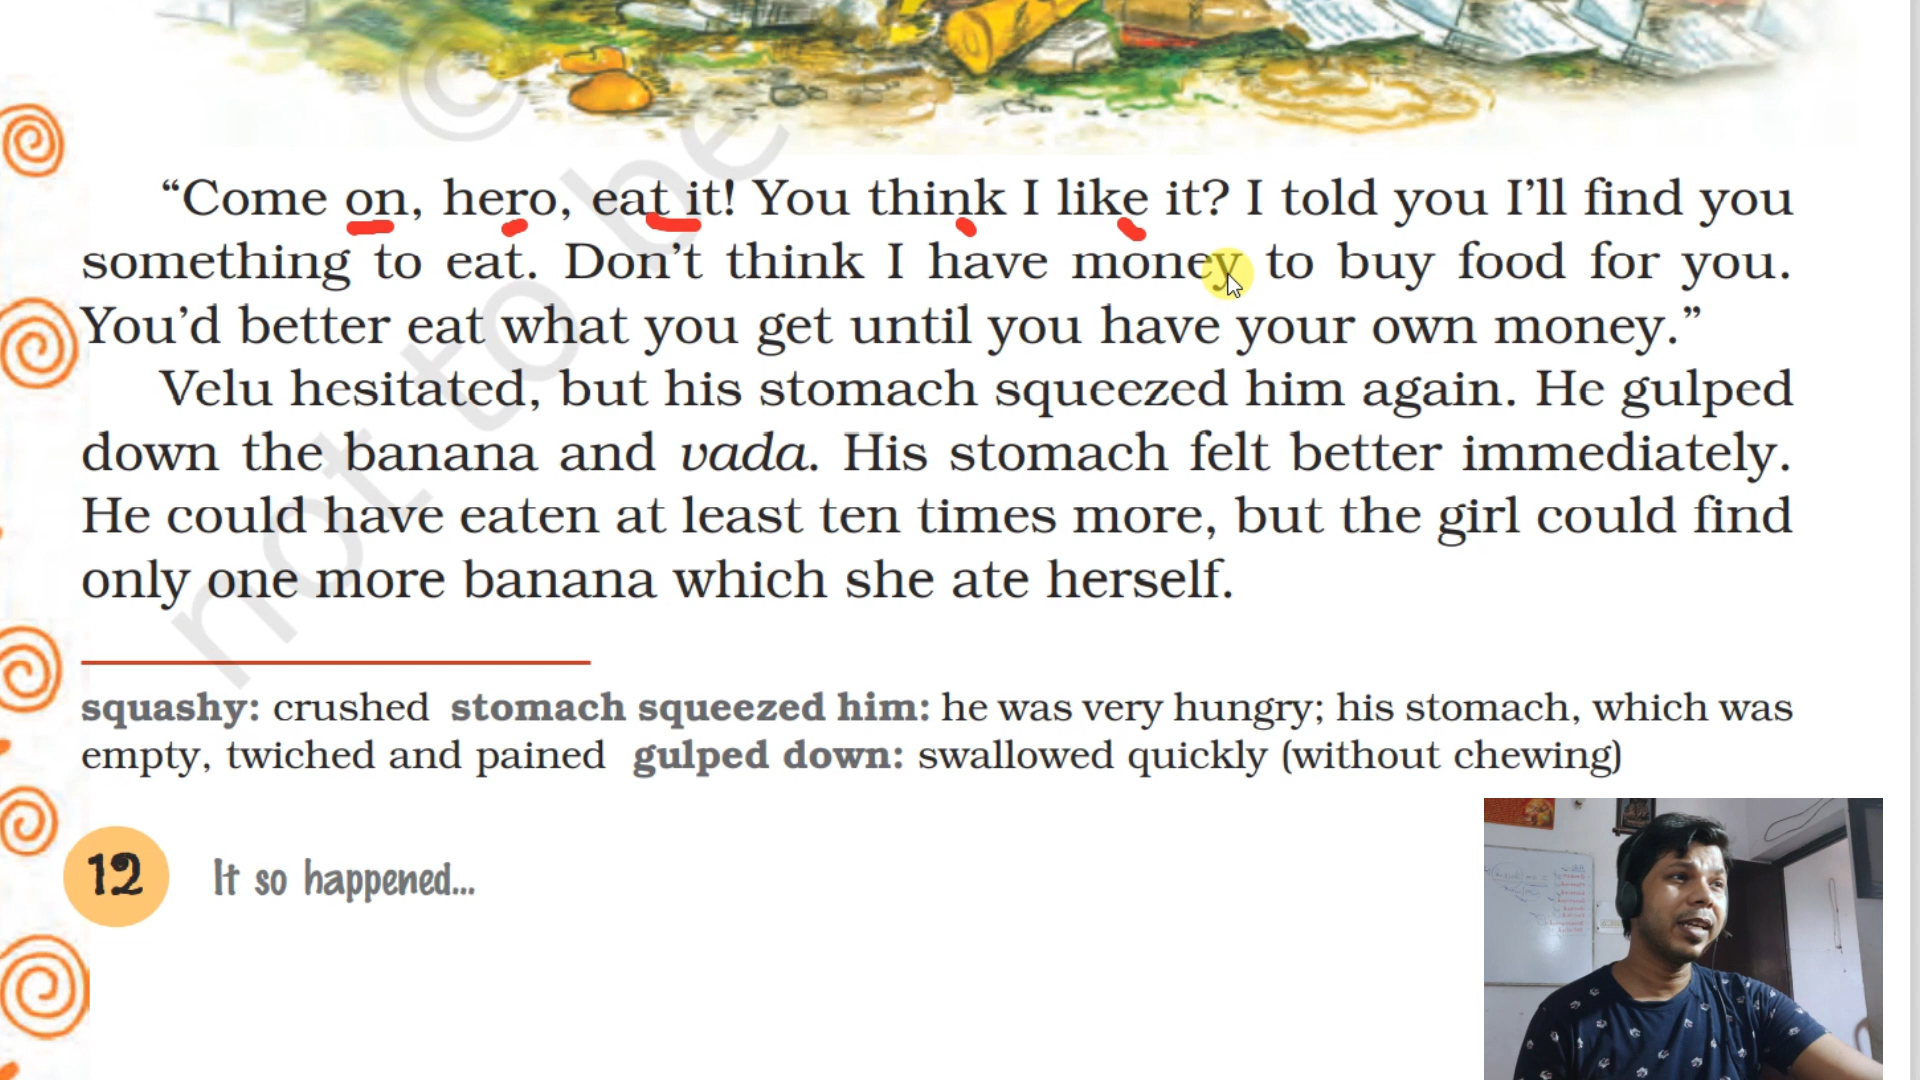 “Come on, hero, eat it! You think I like it? I told you I’ll find you
something to eat. Don’t think I have money to buy food for you.
You’d better eat what you get until you have your own money.”
Velu hesitated, but his stomach squeezed him again. He gulped
down the banana and vada. His stomach felt better immediately.
He could have eaten at least ten times more, but the girl could find
only one more banana which she ate herself.
squashy: crushed stomach squeezed him: he was very hungry; his stomach, which was
empty, twiched and pained gulped down: swallowed quickly (without chewing)
12 It so happened...
© not to be